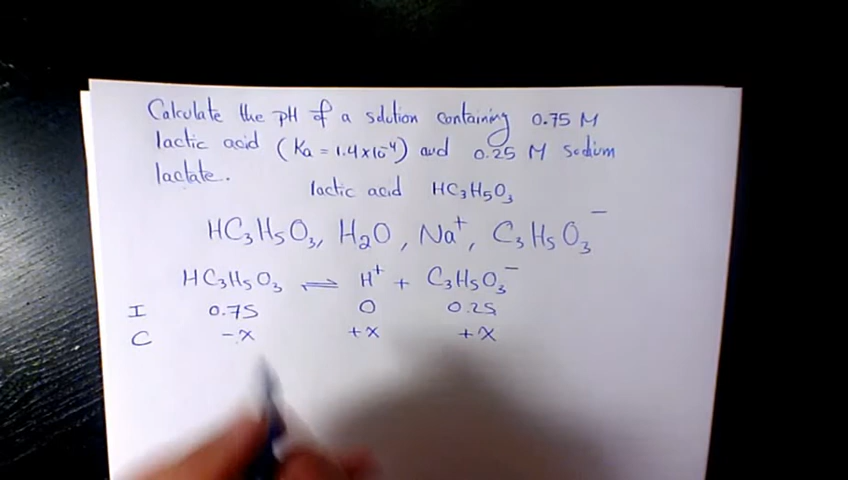 Calculate the pH of a solution containing 0.75 M
lactic acid (Ka = 1.4×10⁻⁴) and 0.25 M sodium
lactate.
lactic acid HC₃H₅O₃
HC₃H₅O₃, H₂O, Na⁺, C₃H₅O₃⁻
HC₃H₅O₃ ⇌ H⁺ + C₃H₅O₃⁻
I 0.75 0 0.25
C -x +x +x